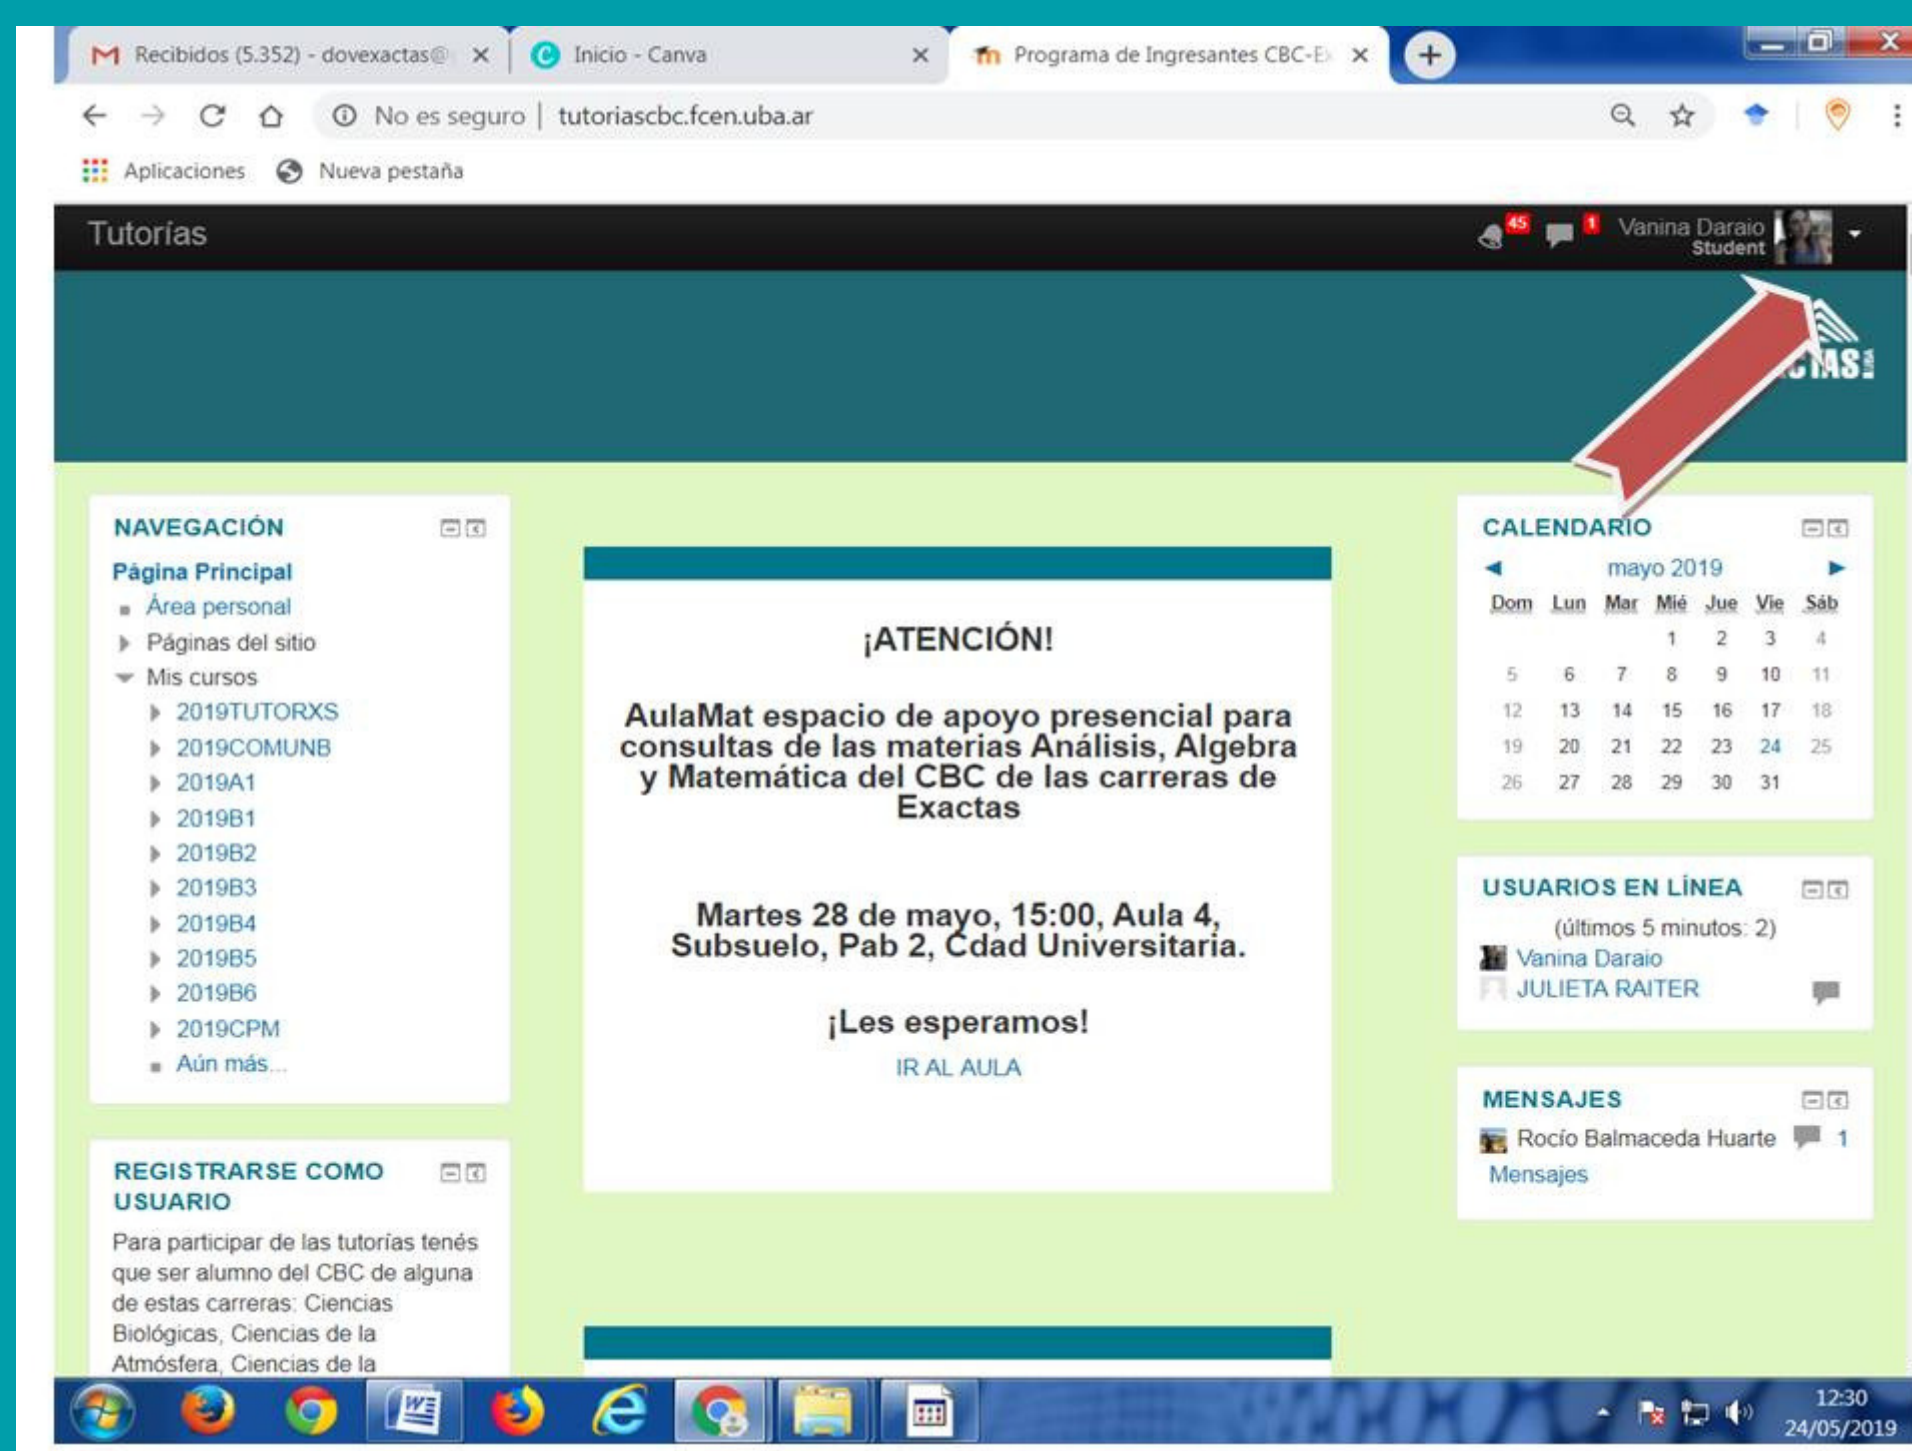 Recibidos (5.352) - dovexactas@
Inicio - Canva
Programa de Ingresantes CBC-E
No es seguro | tutoriascbc.fcen.uba.ar
Aplicaciones
Nueva pestaña
Tutorías
45
1
Vanina Daraio
Student
CTAS
UBA
NAVEGACIÓN
Página Principal
Área personal
Páginas del sitio
Mis cursos
2019TUTORXS
2019COMUNB
2019A1
2019B1
2019B2
2019B3
2019B4
2019B5
2019B6
2019CPM
Aún más...
REGISTRARSE COMO
USUARIO
Para participar de las tutorías tenés
que ser alumno del CBC de alguna
de estas carreras: Ciencias
Biológicas, Ciencias de la
Atmósfera, Ciencias de la
¡ATENCIÓN!
AulaMat espacio de apoyo presencial para
consultas de las materias Análisis, Algebra
y Matemática del CBC de las carreras de
Exactas
Martes 28 de mayo, 15:00, Aula 4,
Subsuelo, Pab 2, Cdad Universitaria.
¡Les esperamos!
IR AL AULA
CALENDARIO
mayo 2019
Dom Lun Mar Mié Jue Vie Sáb
1 2 3 4
5 6 7 8 9 10 11
12 13 14 15 16 17 18
19 20 21 22 23 24 25
26 27 28 29 30 31
USUARIOS EN LÍNEA
(últimos 5 minutos: 2)
Vanina Daraio
JULIETA RAITER
MENSAJES
Rocío Balmaceda Huarte 1
Mensajes
12:30
24/05/2019